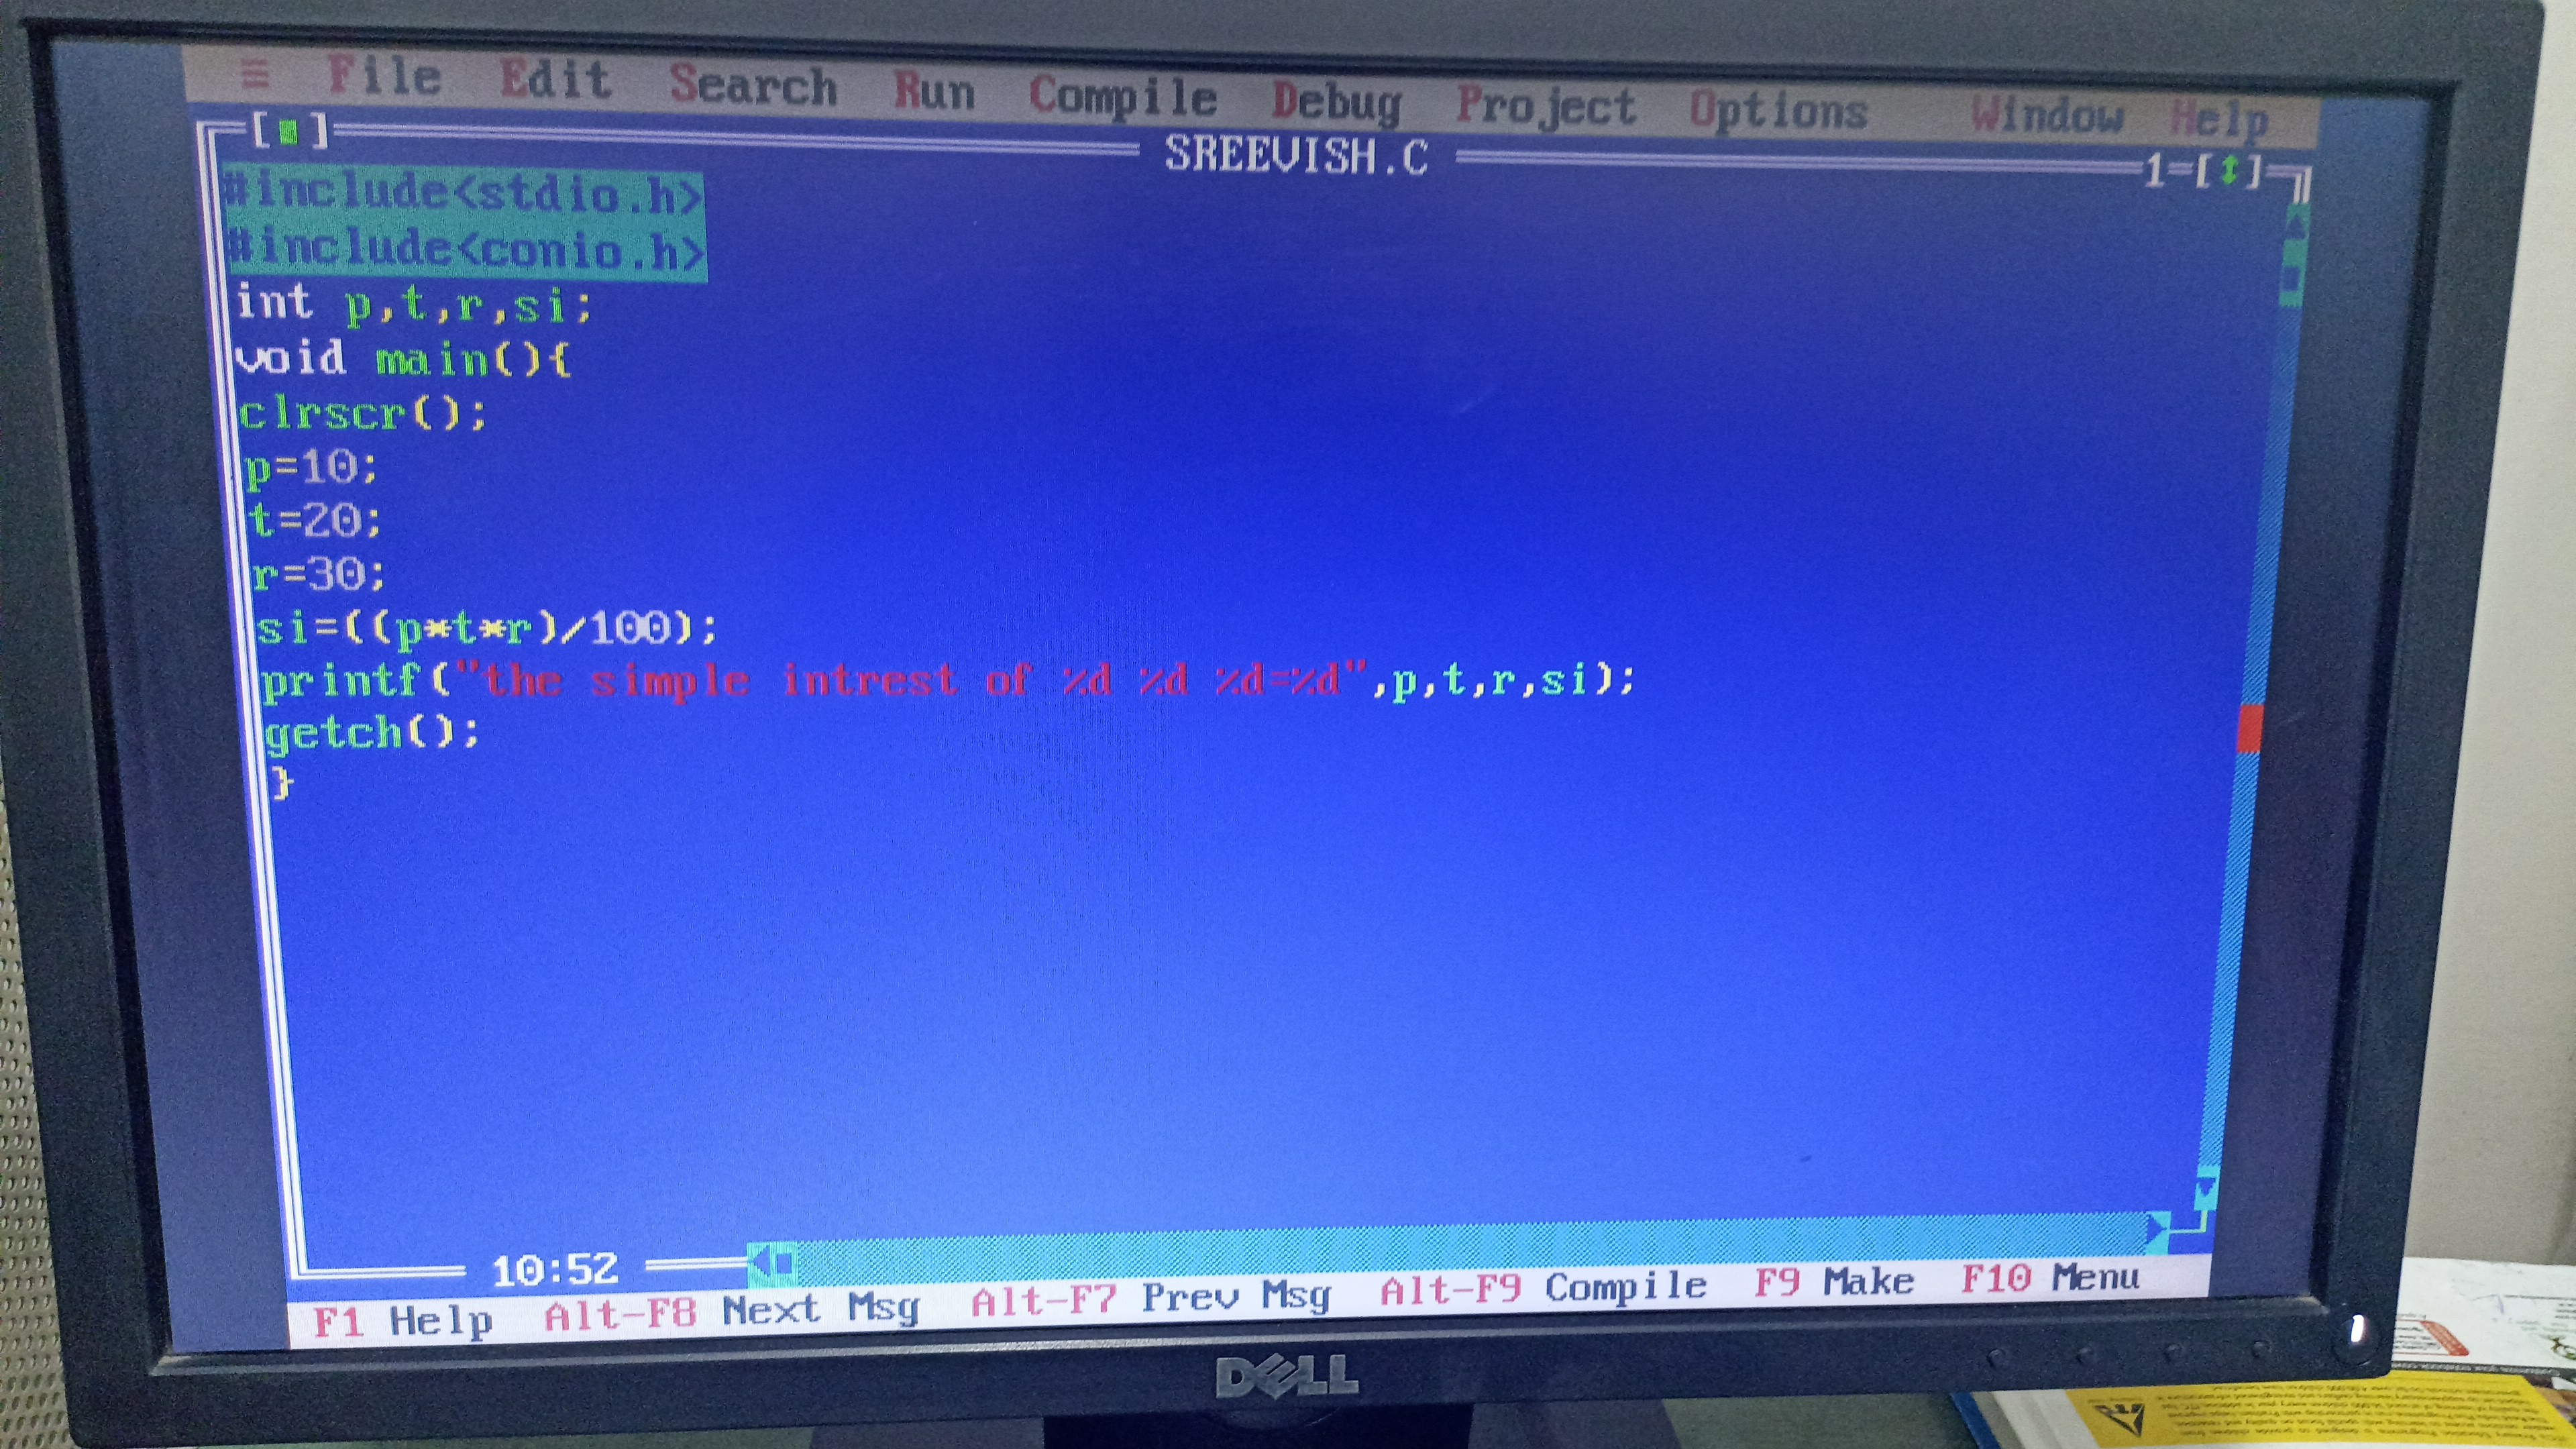 ≡ File Edit Search Run Compile Debug Project Options Window Help
[■] SREEVISH.C 1=[↕]
#include<stdio.h>
#include<conio.h>
int p,t,r,si;
void main(){
clrscr();
p=10;
t=20;
r=30;
si=((p*t*r)/100);
printf("the simple intrest of %d %d %d=%d",p,t,r,si);
getch();
}
10:52
F1 Help Alt-F8 Next Msg Alt-F7 Prev Msg Alt-F9 Compile F9 Make F10 Menu
DELL